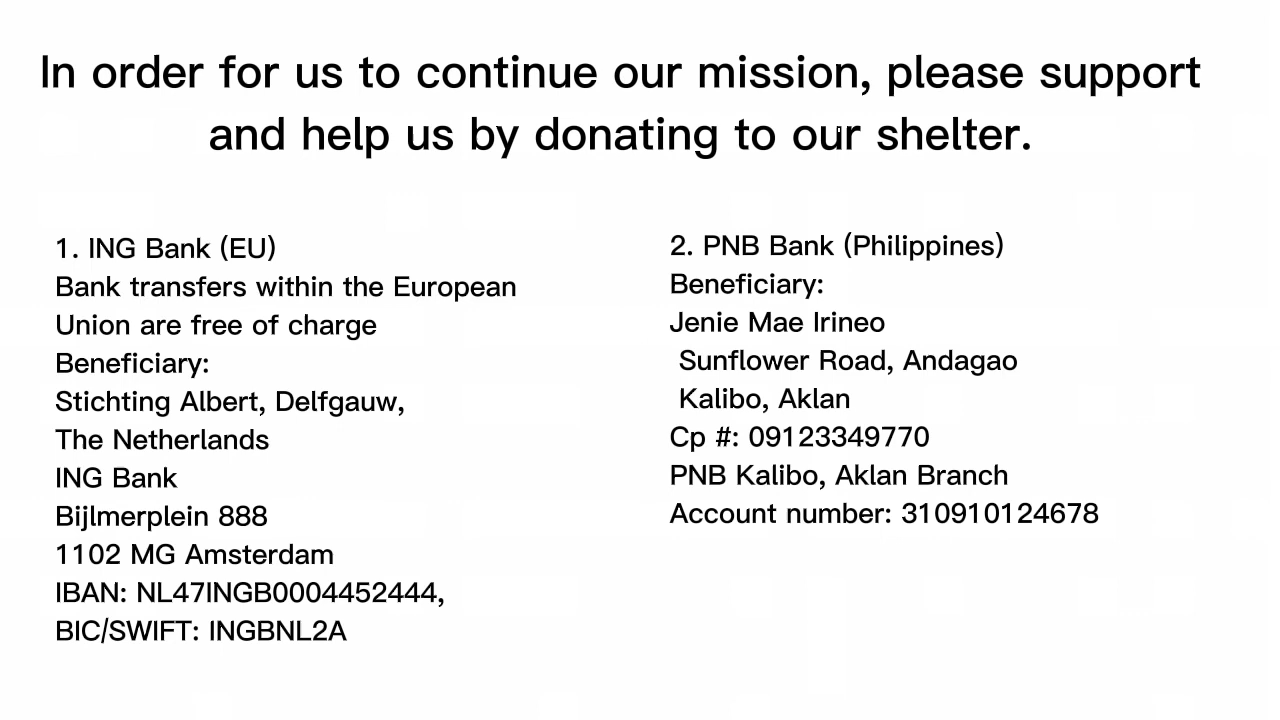 In order for us to continue our mission, please support
and help us by donating to our shelter.
1. ING Bank (EU)
Bank transfers within the European
Union are free of charge
Beneficiary:
Stichting Albert, Delfgauw,
The Netherlands
ING Bank
Bijlmerplein 888
1102 MG Amsterdam
IBAN: NL47INGB0004452444,
BIC/SWIFT: INGBNL2A
2. PNB Bank (Philippines)
Beneficiary:
Jenie Mae Irineo
Sunflower Road, Andagao
Kalibo, Aklan
Cp #: 09123349770
PNB Kalibo, Aklan Branch
Account number: 310910124678